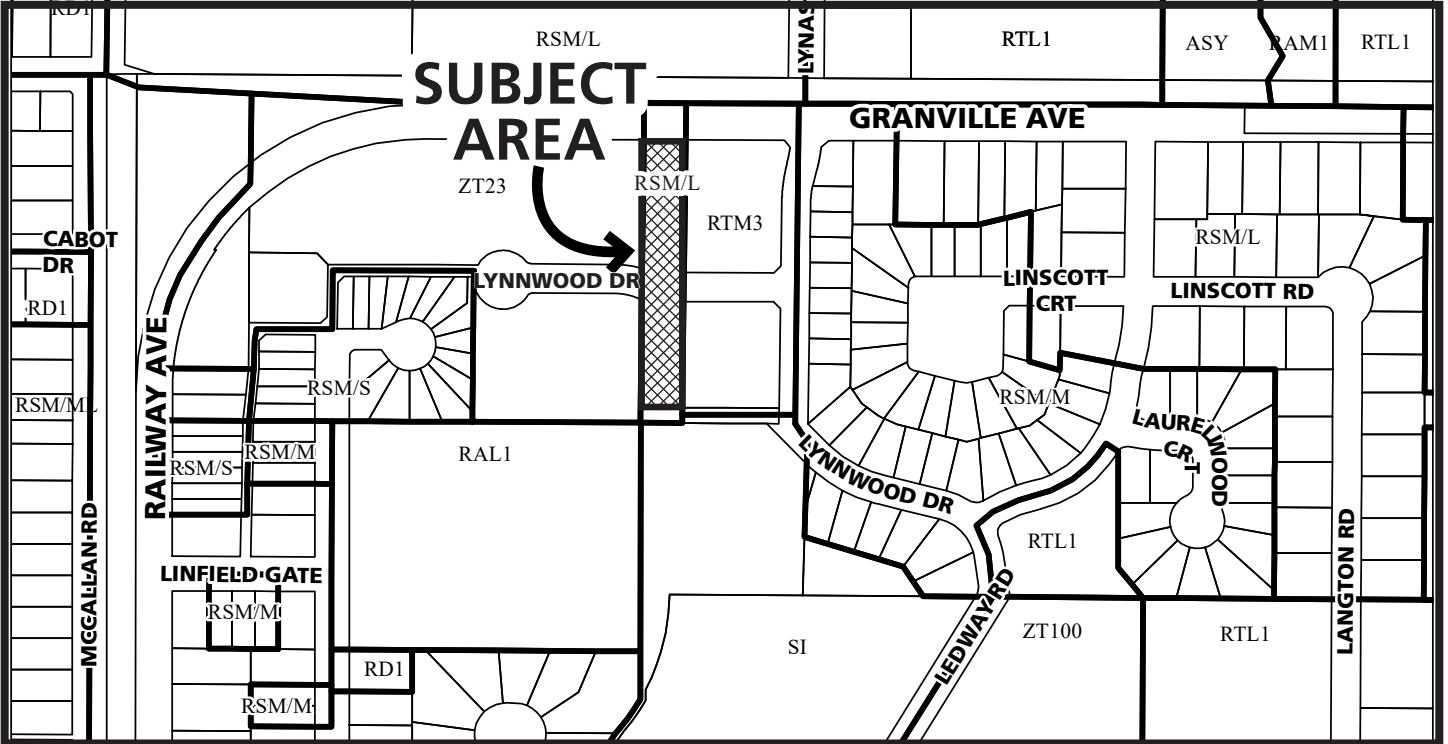 RD1
RSM/L
LYNAS
RTL1
ASY
RAM1
RTL1
SUBJECT
AREA
GRANVILLE AVE
ZT23
RSM/L
RTM3
CABOT
DR
RSM/L
LYNNWOOD DR
LINSCOTT
CRT
LINSCOTT RD
RD1
RAILWAY AVE
RSM/S
RSM/ML
RSM/M
LAURELWOOD
CRT
RSM/M
RAL1
RSM/S
LYNNWOOD DR
MCCALLAN RD
RTL1
LANGTON RD
LINFIELD GATE
RSM/M
LEDWAY RD
ZT100
RTL1
SI
RD1
RSM/M